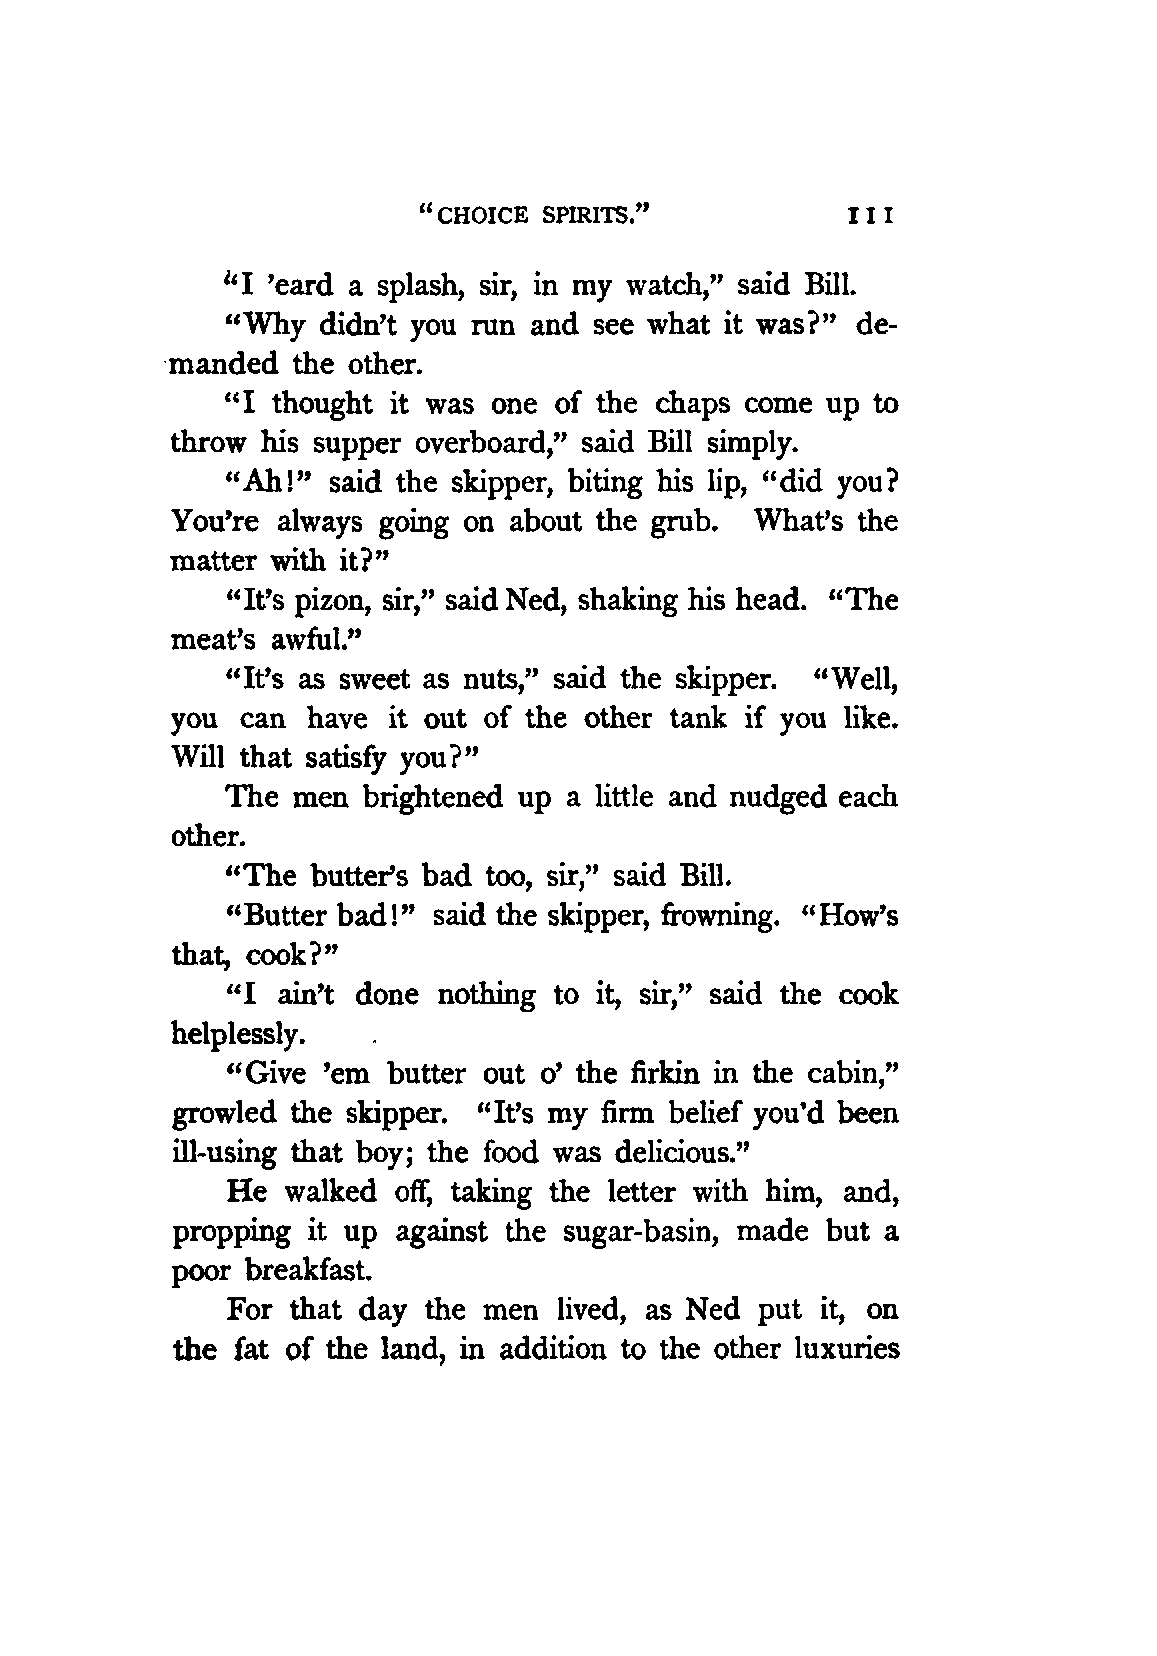 “CHOICE SPIRITS.” 111
“I ’eard a splash, sir, in my watch,” said Bill.
“Why didn’t you run and see what it was?” de-
manded the other.
“I thought it was one of the chaps come up to
throw his supper overboard,” said Bill simply.
“Ah!” said the skipper, biting his lip, “did you?
You’re always going on about the grub. What’s the
matter with it?”
“It’s pizon, sir,” said Ned, shaking his head. “The
meat’s awful.”
“It’s as sweet as nuts,” said the skipper. “Well,
you can have it out of the other tank if you like.
Will that satisfy you?”
The men brightened up a little and nudged each
other.
“The butter’s bad too, sir,” said Bill.
“Butter bad!” said the skipper, frowning. “How’s
that, cook?”
“I ain’t done nothing to it, sir,” said the cook
helplessly.
“Give ’em butter out o’ the firkin in the cabin,”
growled the skipper. “It’s my firm belief you’d been
ill-using that boy; the food was delicious.”
He walked off, taking the letter with him, and,
propping it up against the sugar-basin, made but a
poor breakfast.
For that day the men lived, as Ned put it, on
the fat of the land, in addition to the other luxuries